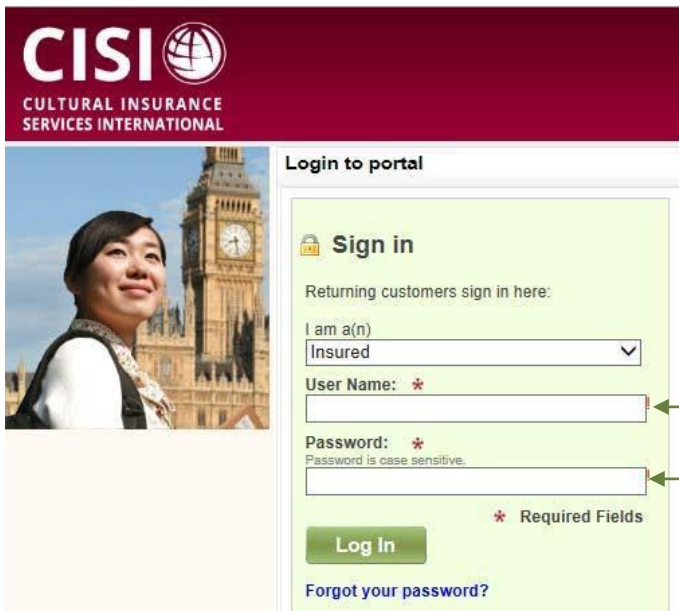 CISI
CULTURAL INSURANCE
SERVICES INTERNATIONAL
Login to portal
Sign in
Returning customers sign in here:
I am a(n)
Insured
User Name: *
!
Password: *
Password is case sensitive.
!
* Required Fields
Log In
Forgot your password?